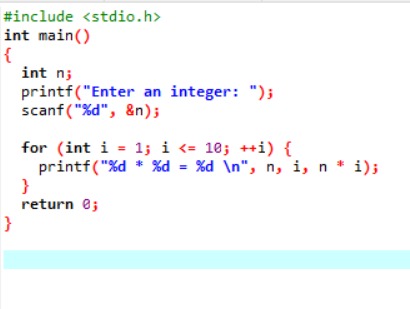 #include <stdio.h>
int main()
{
  int n;
  printf("Enter an integer: ");
  scanf("%d", &n);

  for (int i = 1; i <= 10; ++i) {
    printf("%d * %d = %d \n", n, i, n * i);
  }
  return 0;
}